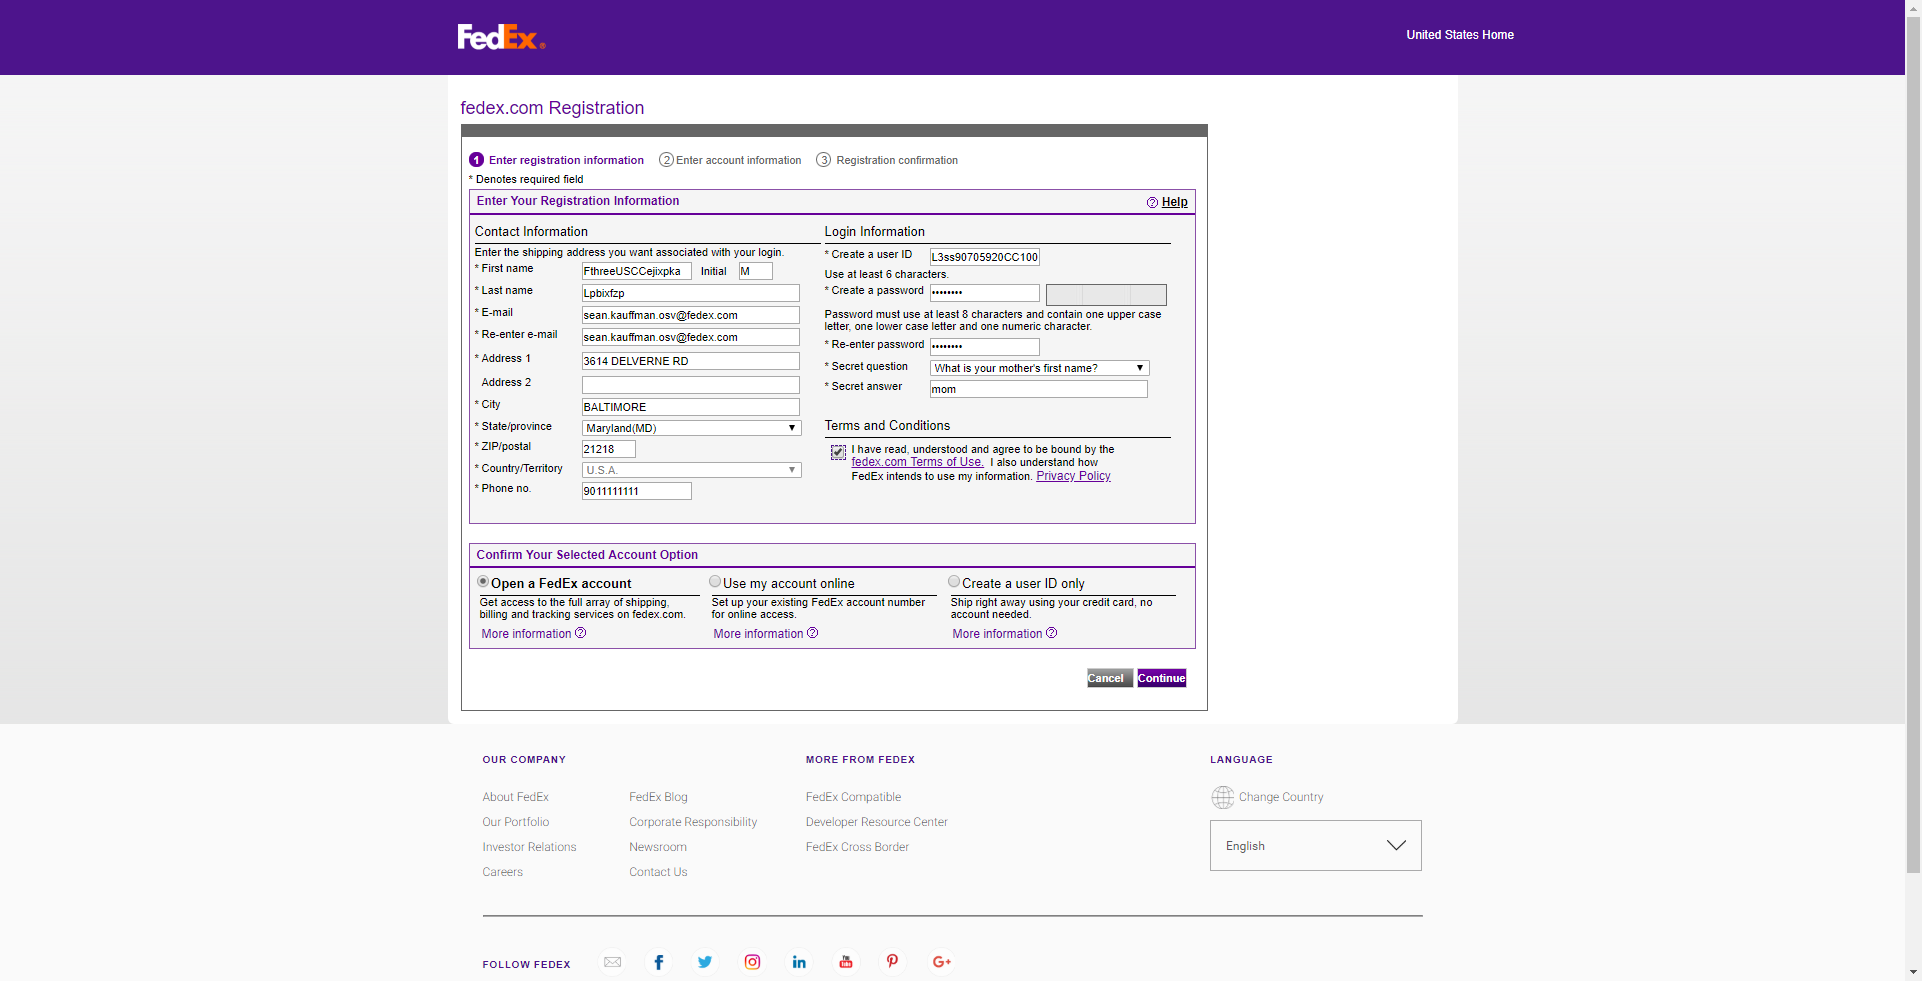 FedEx®
United States Home
fedex.com Registration
1 Enter registration information 2 Enter account information 3 Registration confirmation
* Denotes required field
Enter Your Registration Information
? Help
Contact Information
Enter the shipping address you want associated with your login.
* First name FthreeUSCCejixpka Initial M
* Last name Lpbixfzp
* E-mail sean.kauffman.osv@fedex.com
* Re-enter e-mail sean.kauffman.osv@fedex.com
* Address 1 3614 DELVERNE RD
Address 2
* City BALTIMORE
* State/province Maryland(MD)
* ZIP/postal 21218
* Country/Territory U.S.A.
* Phone no. 9011111111
Login Information
* Create a user ID L3ss90705920CC100
Use at least 6 characters.
* Create a password ••••••••
Password must use at least 8 characters and contain one upper case
letter, one lower case letter and one numeric character.
* Re-enter password ••••••••
* Secret question What is your mother's first name?
* Secret answer mom
Terms and Conditions
I have read, understood and agree to be bound by the
fedex.com Terms of Use. I also understand how
FedEx intends to use my information. Privacy Policy
Confirm Your Selected Account Option
Open a FedEx account
Get access to the full array of shipping,
billing and tracking services on fedex.com.
More information ?
Use my account online
Set up your existing FedEx account number
for online access.
More information ?
Create a user ID only
Ship right away using your credit card, no
account needed.
More information ?
Cancel Continue
OUR COMPANY
About FedEx
Our Portfolio
Investor Relations
Careers
FedEx Blog
Corporate Responsibility
Newsroom
Contact Us
MORE FROM FEDEX
FedEx Compatible
Developer Resource Center
FedEx Cross Border
LANGUAGE
Change Country
English
FOLLOW FEDEX
f
in
You Tube
G+